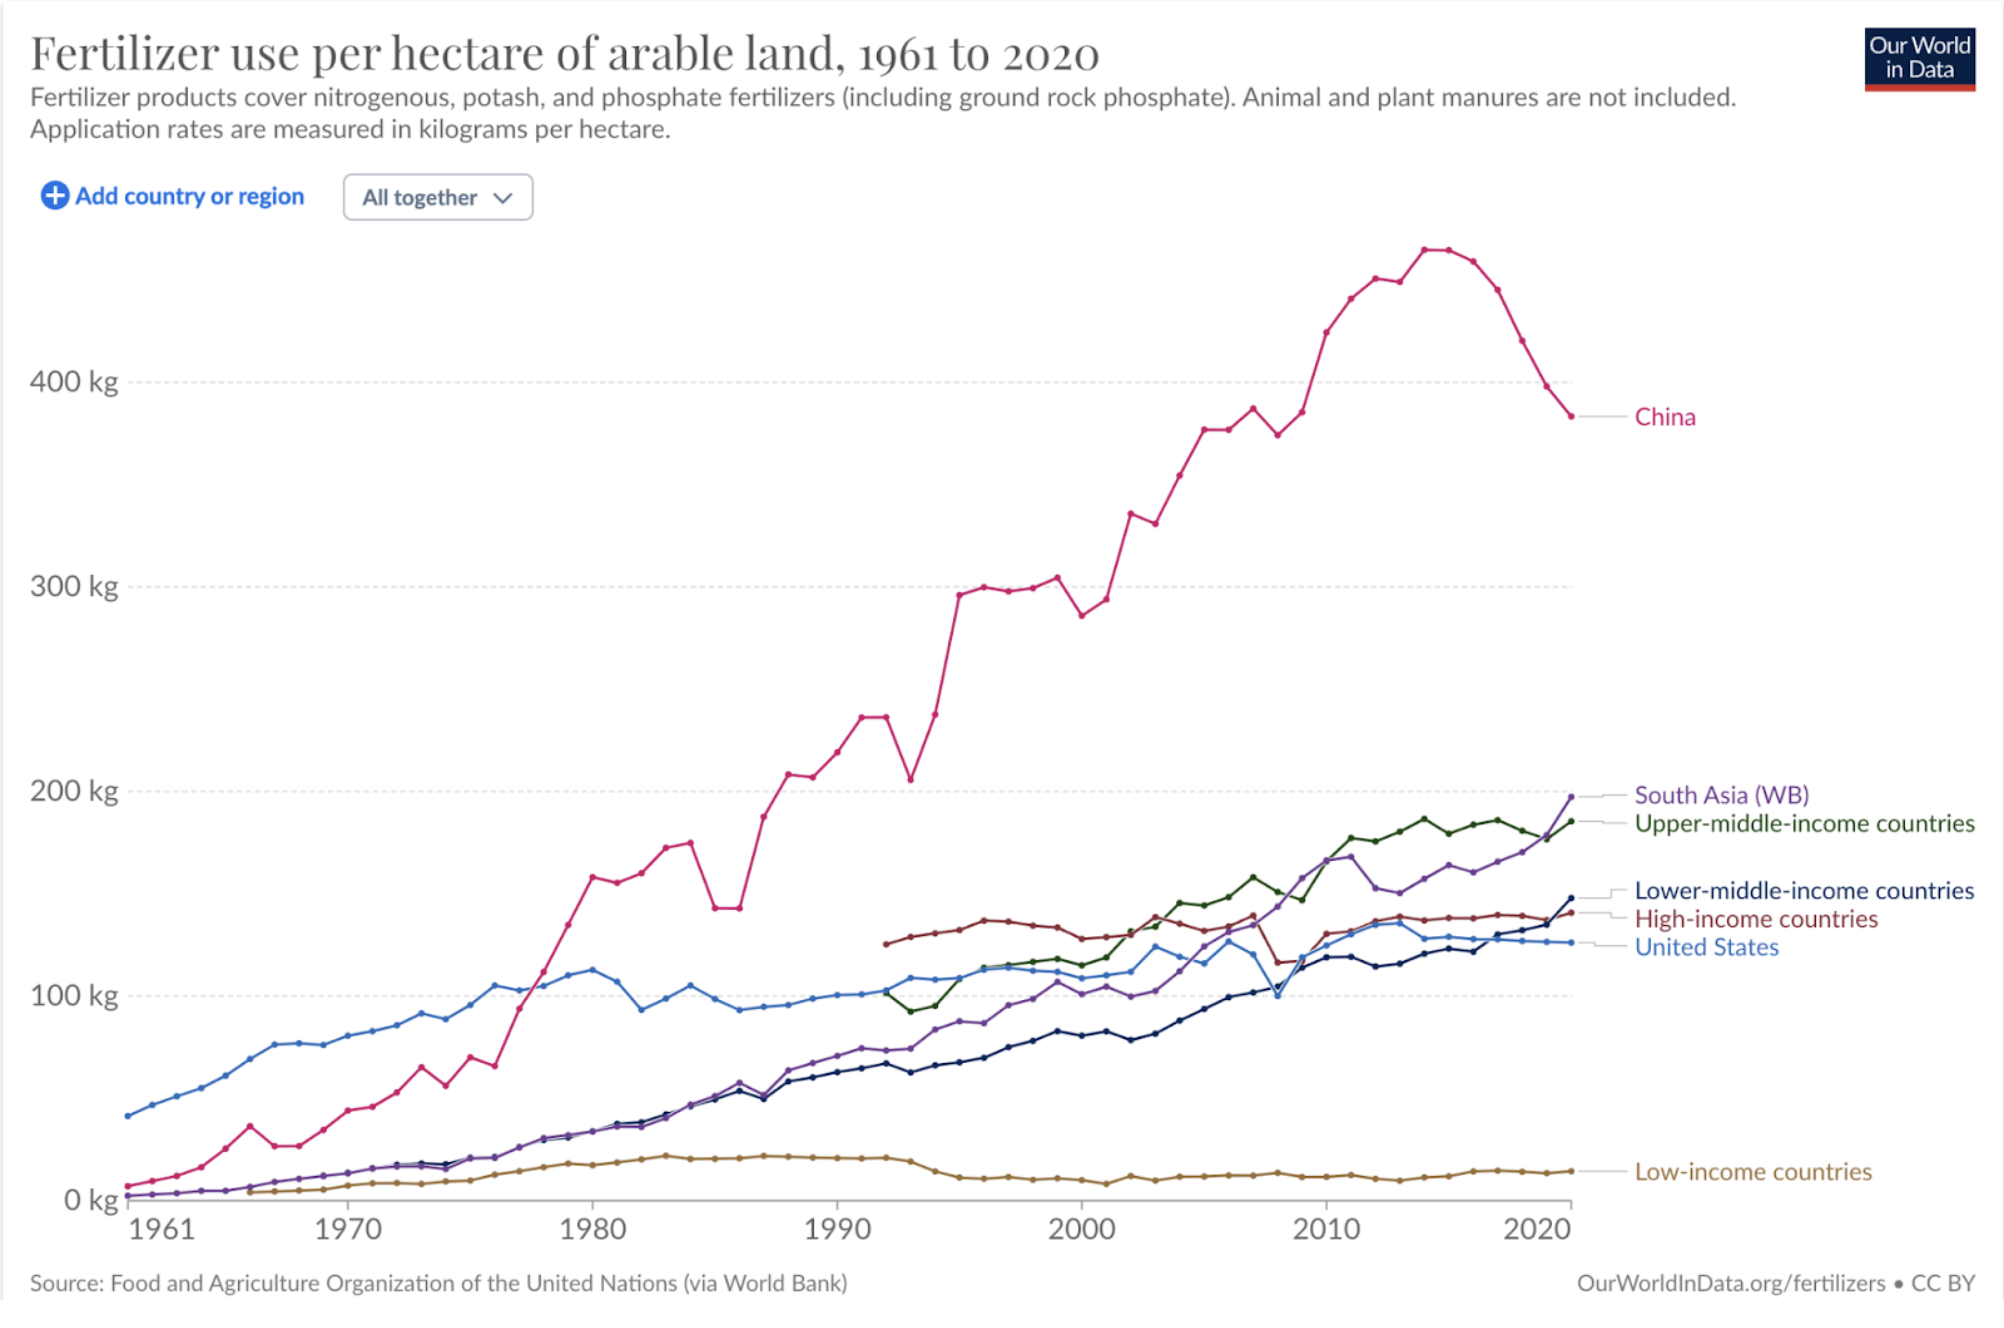 Fertilizer use per hectare of arable land, 1961 to 2020
Our World
in Data
Fertilizer products cover nitrogenous, potash, and phosphate fertilizers (including ground rock phosphate). Animal and plant manures are not included.
Application rates are measured in kilograms per hectare.
Add country or region
All together
400 kg
300 kg
200 kg
100 kg
0 kg
China
South Asia (WB)
Upper-middle-income countries
Lower-middle-income countries
High-income countries
United States
Low-income countries
1961 1970 1980 1990 2000 2010 2020
Source: Food and Agriculture Organization of the United Nations (via World Bank)
OurWorldInData.org/fertilizers • CC BY